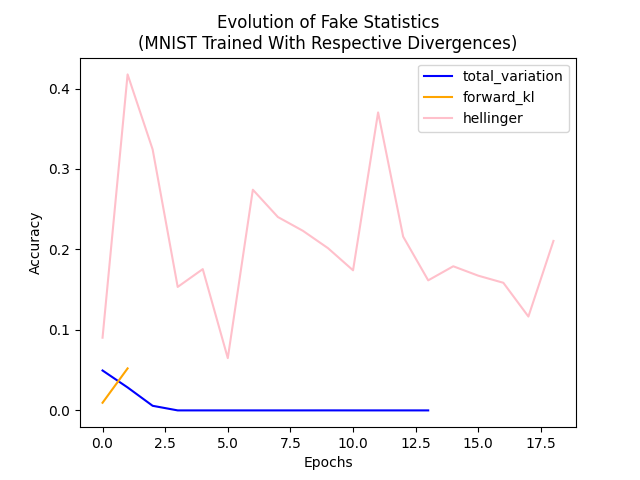 Evolution of Fake Statistics
(MNIST Trained With Respective Divergences)
total_variation
forward_kl
hellinger
Accuracy
0.4
0.3
0.2
0.1
0.0
0.0 2.5 5.0 7.5 10.0 12.5 15.0 17.5
Epochs